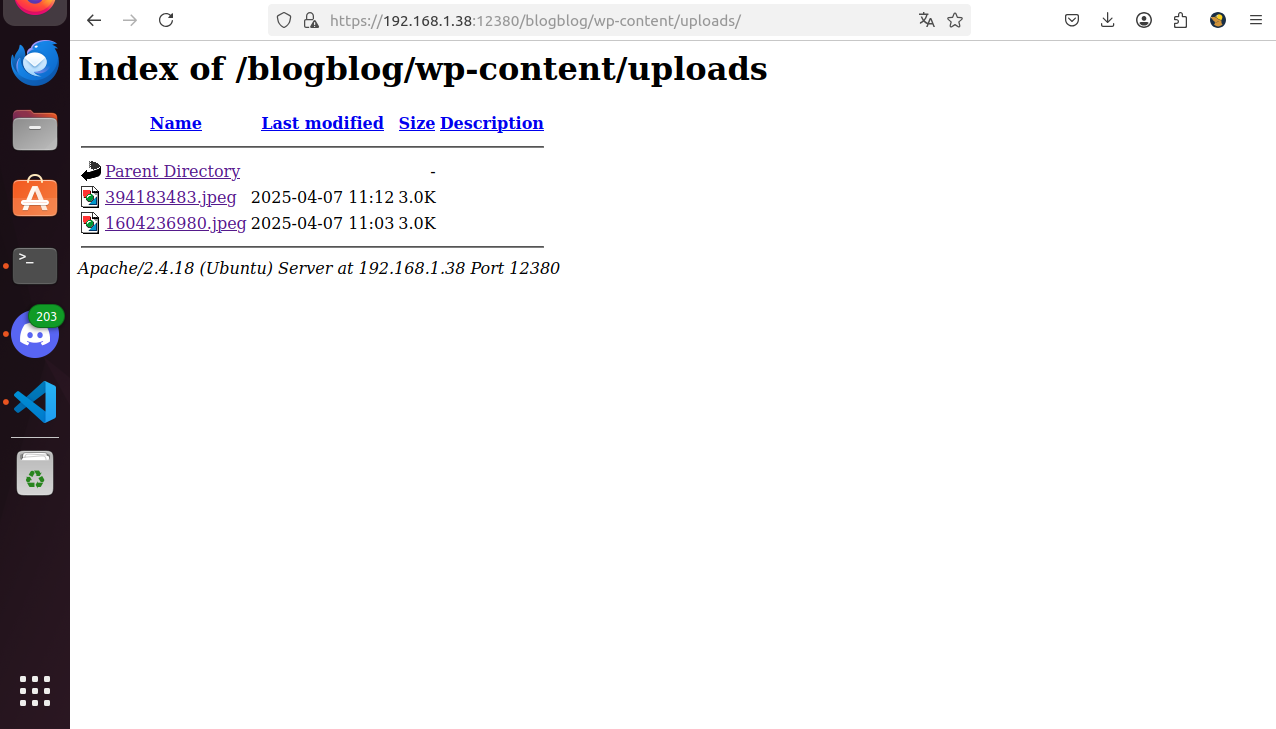 https://192.168.1.38:12380/blogblog/wp-content/uploads/
Index of /blogblog/wp-content/uploads
Name Last modified Size Description
Parent Directory -
394183483.jpeg 2025-04-07 11:12 3.0K
1604236980.jpeg 2025-04-07 11:03 3.0K
Apache/2.4.18 (Ubuntu) Server at 192.168.1.38 Port 12380
>_
203